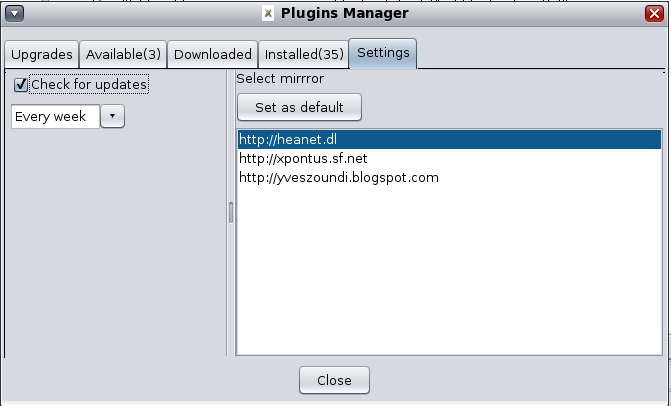 Plugins Manager
Upgrades Available(3) Downloaded Installed(35) Settings
Check for updates
Every week
Select mirrror
Set as default
http://heanet.dl
http://xpontus.sf.net
http://yveszoundi.blogspot.com
Close